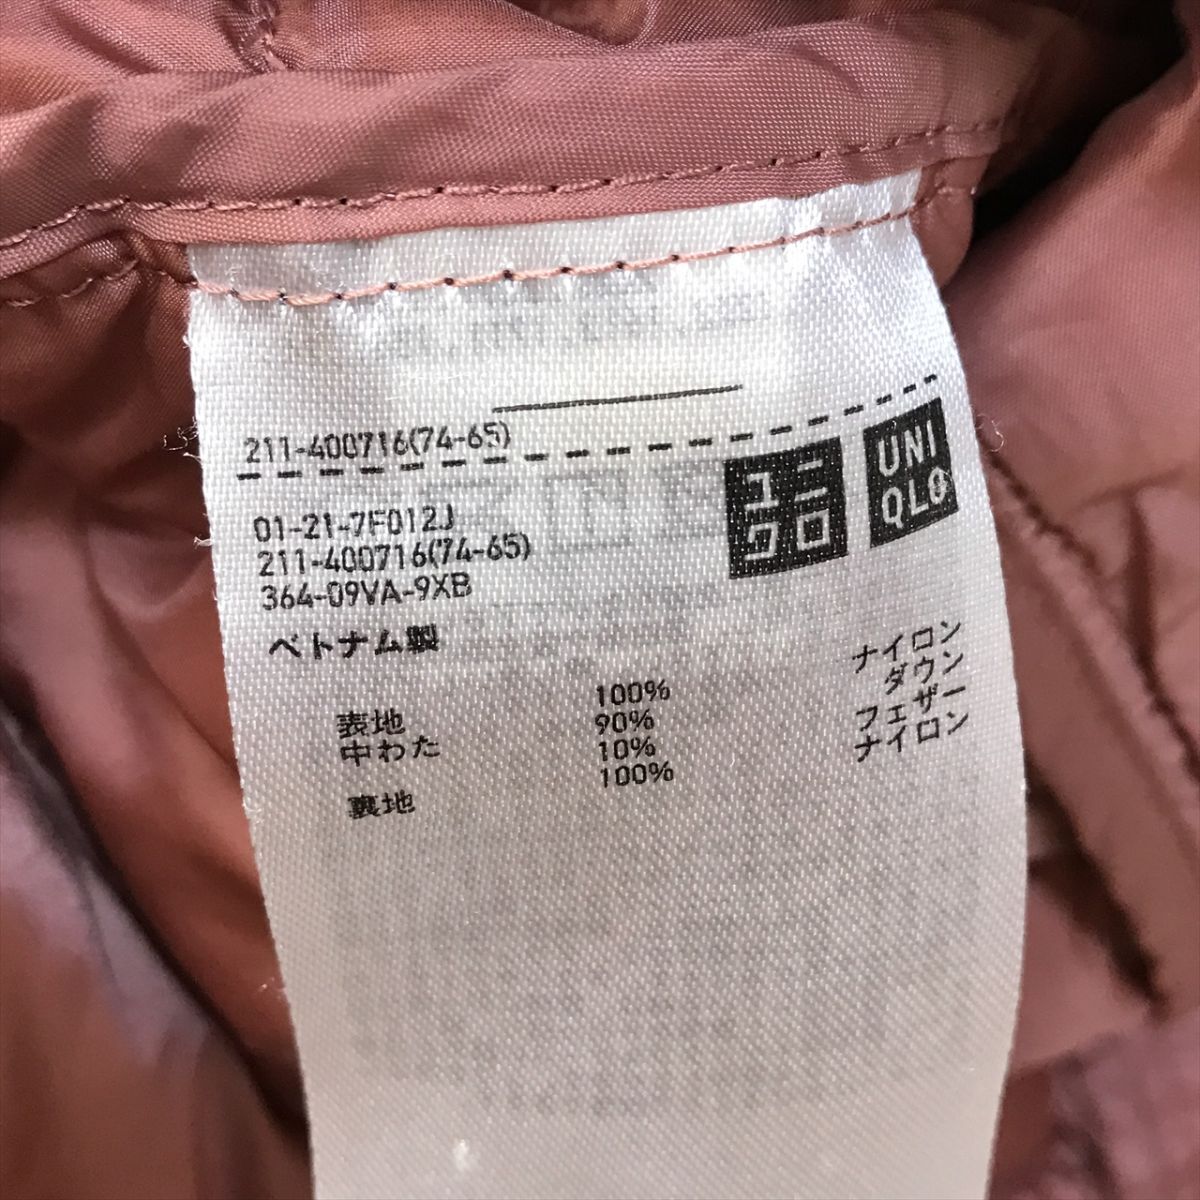 211-400716(74-65)
ユニ
クロ
UNI
QLO
01-21-7F012J
211-400716(74-65)
364-09VA-9XB
ベトナム製
表地 100% ナイロン
中わた 90% ダウン
10% フェザー
裏地 100% ナイロン